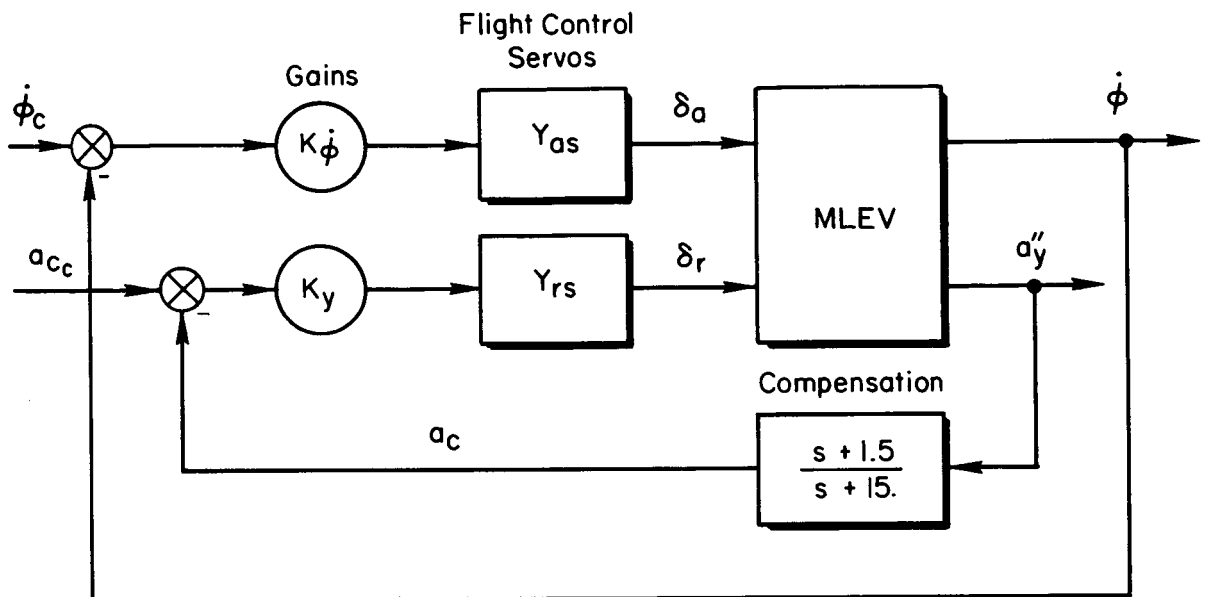 Flight Control
Servos
Gains
φ̇c
Kφ̇
Yas
δa
MLEV
φ̇
-
acc
Ky
Yrs
δr
a″y
-
Compensation
ac
s + 1.5
s + 15.